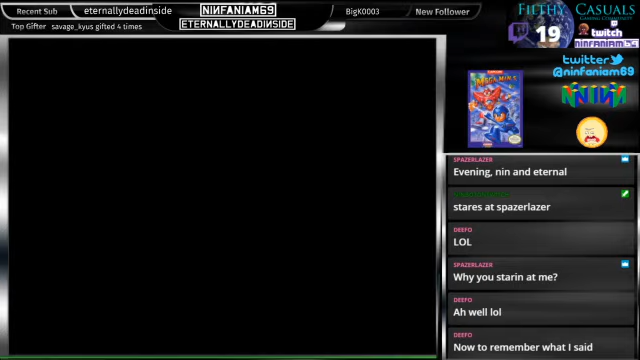 Recent Sub
eternallydeadinside
NINFANIAM69
ETERNALLYDEADINSIDE
BigK0003
New Follower
Top Gifter
savage_kyus gifted 4 times
FILTHY CASUALS
GAMING COMMUNITY
19
twitch
NINFANIAM69
twitter
@ninfaniam69
MEGA MAN
SPAZERLAZER
Evening, nin and eternal
stares at spazerlazer
DEEFO
LOL
SPAZERLAZER
Why you starin at me?
DEEFO
Ah well lol
DEEFO
Now to remember what I said